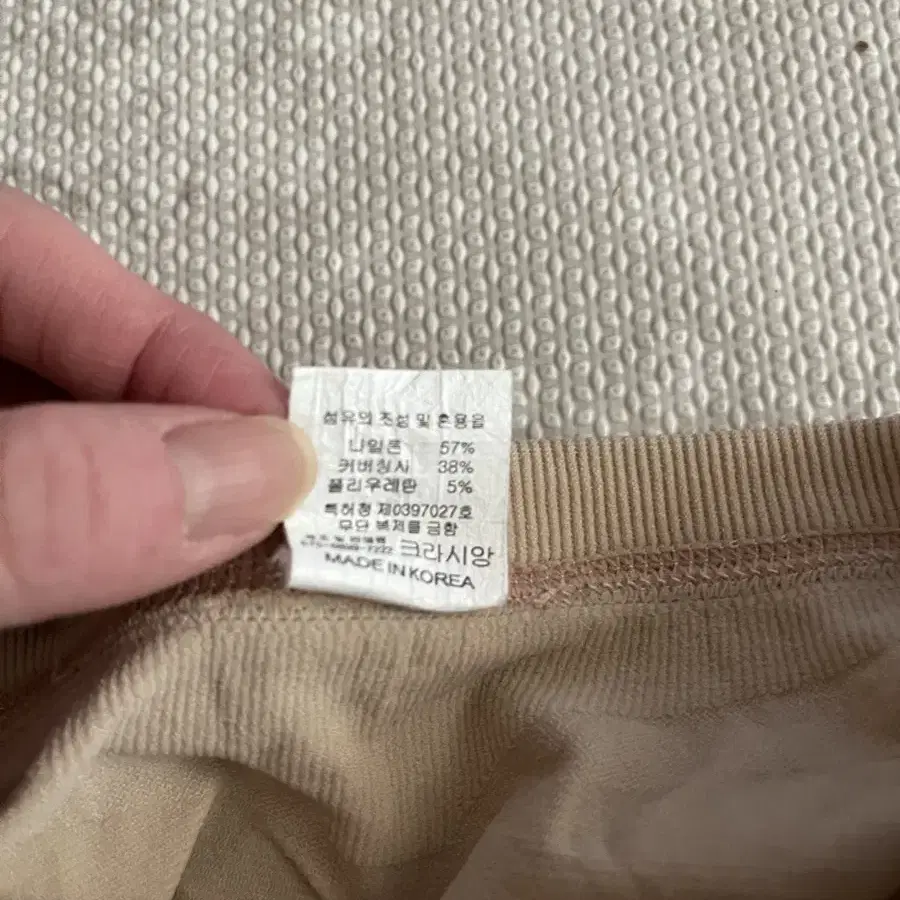 섬유의 조성 및 혼용율
나일론 57%
커버링사 38%
폴리우레탄 5%
특허청 제0397027호
무단 복제를 금함
크라시앙
MADE IN KOREA